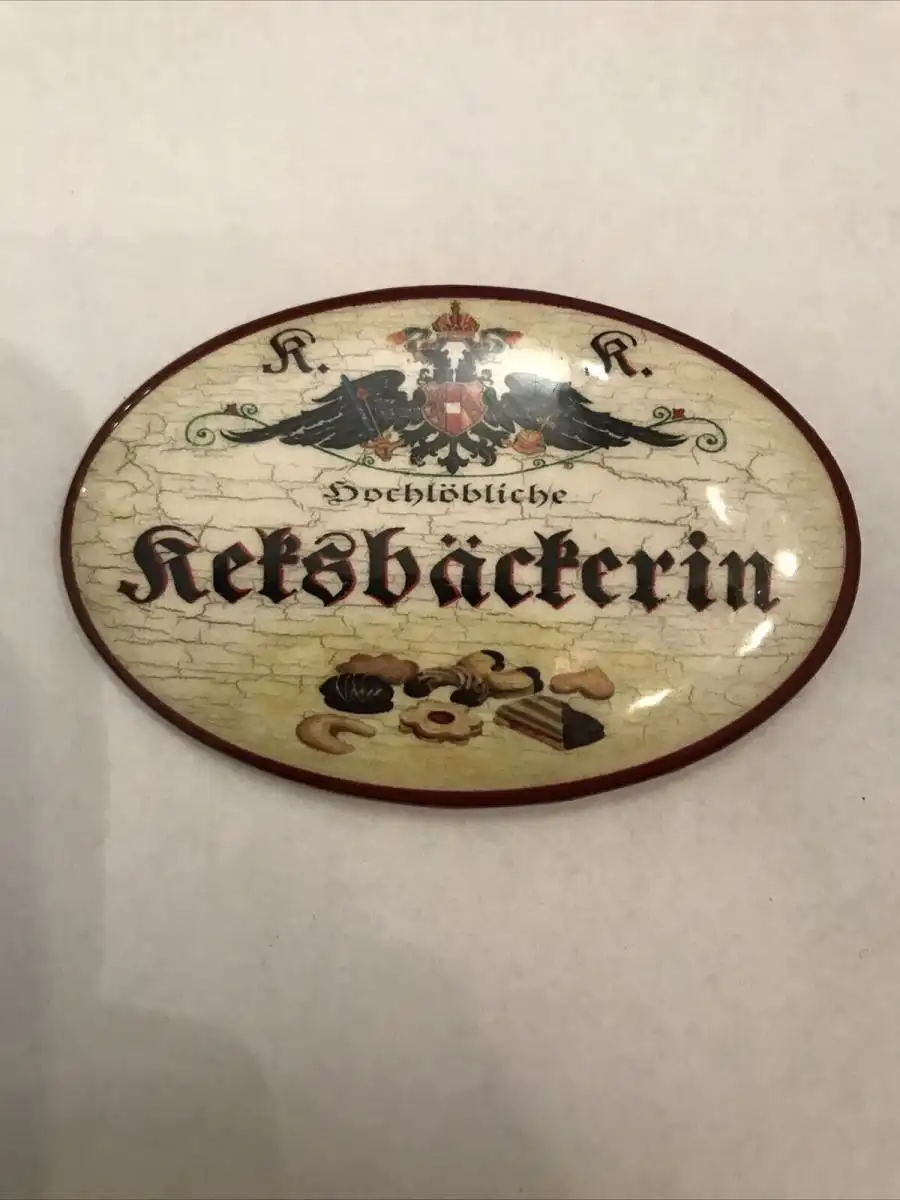 K. K.
Hochlöbliche
Keksbäckerin